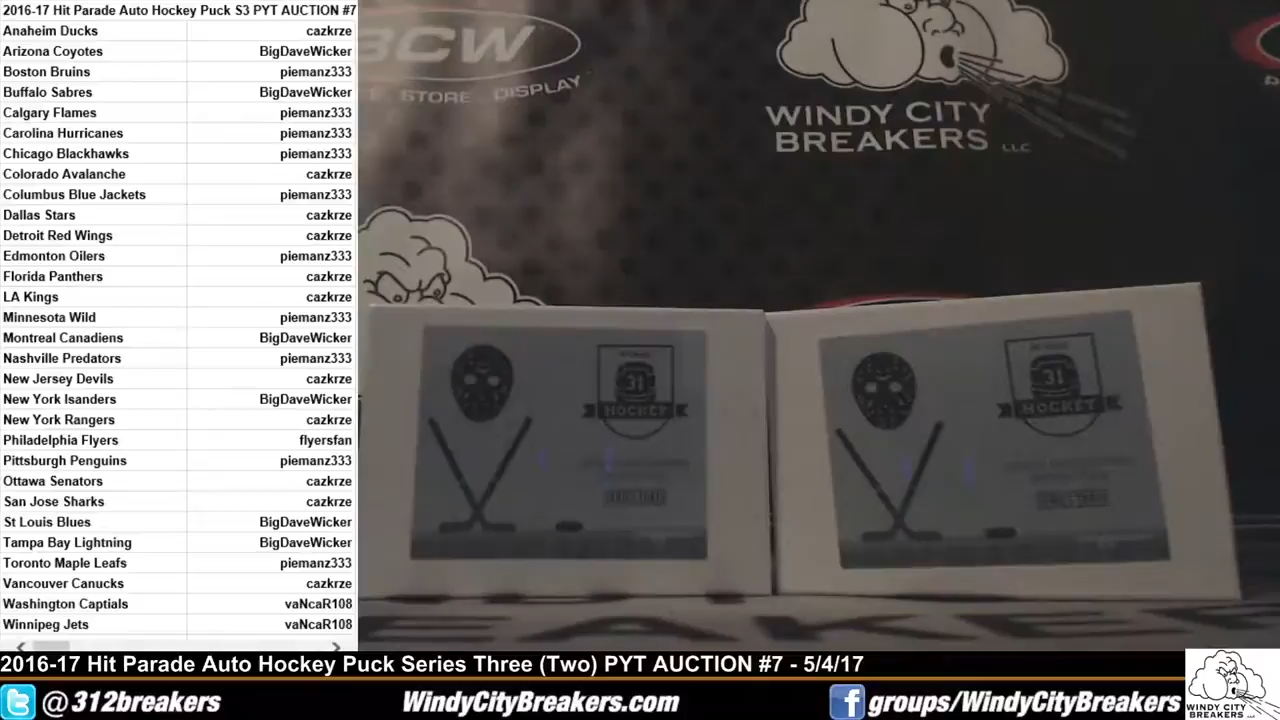 2016-17 Hit Parade Auto Hockey Puck S3 PYT AUCTION #7
Anaheim Ducks cazkrze
Arizona Coyotes BigDaveWicker
Boston Bruins piemanz333
Buffalo Sabres BigDaveWicker
Calgary Flames piemanz333
Carolina Hurricanes piemanz333
Chicago Blackhawks piemanz333
Colorado Avalanche cazkrze
Columbus Blue Jackets piemanz333
Dallas Stars cazkrze
Detroit Red Wings cazkrze
Edmonton Oilers piemanz333
Florida Panthers cazkrze
LA Kings cazkrze
Minnesota Wild piemanz333
Montreal Canadiens BigDaveWicker
Nashville Predators piemanz333
New Jersey Devils cazkrze
New York Isanders BigDaveWicker
New York Rangers cazkrze
Philadelphia Flyers flyersfan
Pittsburgh Penguins piemanz333
Ottawa Senators cazkrze
San Jose Sharks cazkrze
St Louis Blues BigDaveWicker
Tampa Bay Lightning BigDaveWicker
Toronto Maple Leafs piemanz333
Vancouver Canucks cazkrze
Washington Captials vaNcaR108
Winnipeg Jets vaNcaR108
BCW
STORE DISPLAY
WINDY CITY
BREAKERS LLC
31
HOCKEY
31
HOCKEY
2016-17 Hit Parade Auto Hockey Puck Series Three (Two) PYT AUCTION #7 - 5/4/17
@312breakers WindyCityBreakers.com groups/WindyCityBreakers
WINDY CITY
BREAKERS LLC